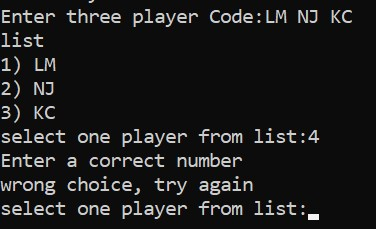 Enter three player Code:LM NJ KC
list
1) LM
2) NJ
3) KC
select one player from list:4
Enter a correct number
wrong choice, try again
select one player from list: